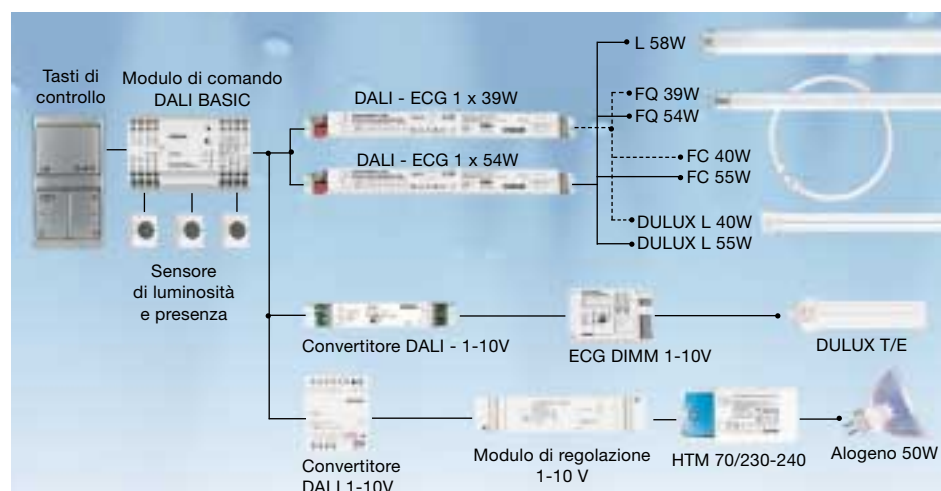 Tasti di
controllo
Modulo di comando
DALI BASIC
DALI - ECG 1 x 39W
DALI - ECG 1 x 54W
L 58W
FQ 39W
FQ 54W
FC 40W
FC 55W
DULUX L 40W
DULUX L 55W
Sensore
di luminosità
e presenza
Convertitore DALI - 1-10V
ECG DIMM 1-10V
DULUX T/E
Convertitore
DALI 1-10V
Modulo di regolazione
1-10 V
HTM 70/230-240
Alogeno 50W